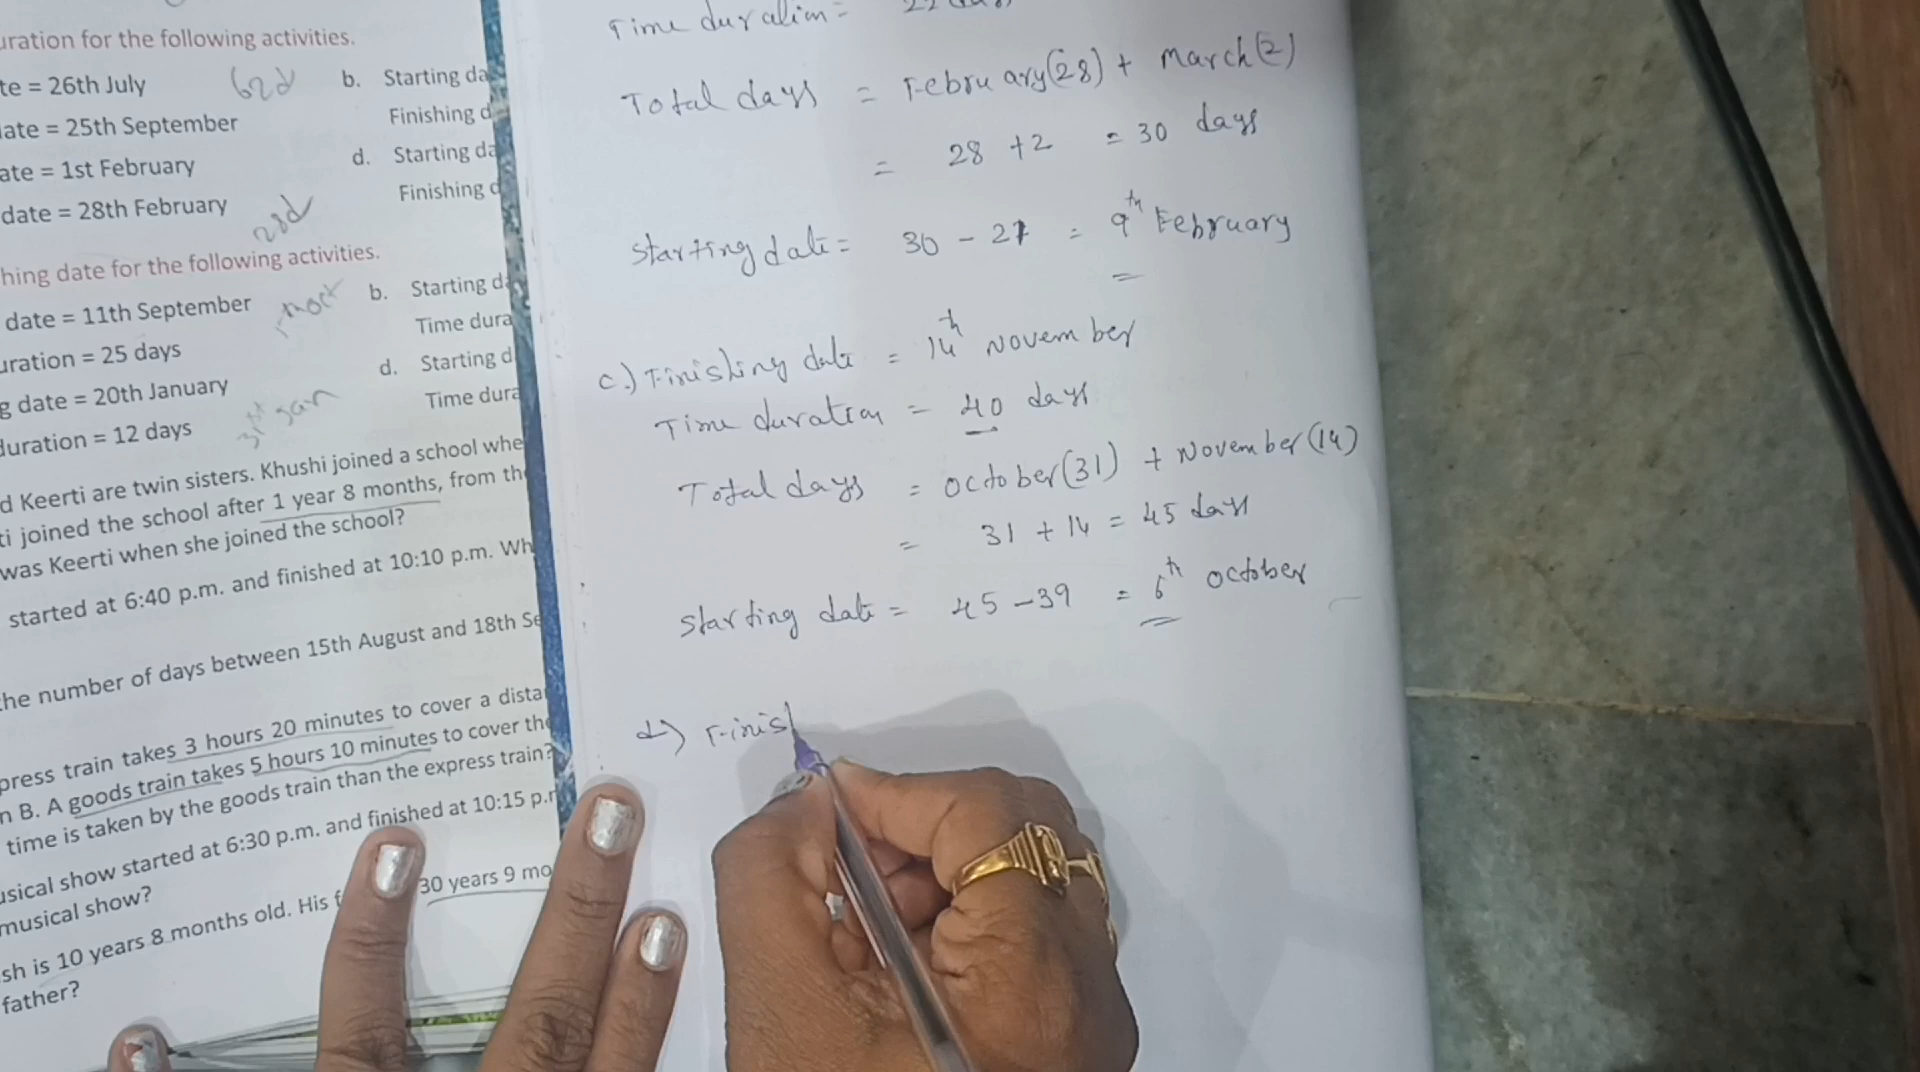 uration for the following activities.
te = 26th July
62d
b. Starting da
ate = 25th September
Finishing d
ate = 1st February
d. Starting da
date = 28th February
28d
Finishing d
hing date for the following activities.
date = 11th September
b. Starting d
uration = 25 days
Time dura
g date = 20th January
31st Jan
d. Starting d
duration = 12 days
Time dura
d Keerti are twin sisters. Khushi joined a school whe
ti joined the school after 1 year 8 months, from th
was Keerti when she joined the school?
started at 6:40 p.m. and finished at 10:10 p.m. Wh
the number of days between 15th August and 18th Se
press train takes 3 hours 20 minutes to cover a dista
n B. A goods train takes 5 hours 10 minutes to cover the
time is taken by the goods train than the express train?
usical show started at 6:30 p.m. and finished at 10:15 p.
musical show?
sh is 10 years 8 months old. His f 30 years 9 mo
father?
Time duration =
Total days = February(28) + March(2)
= 28 + 2 = 30 days
Starting date = 30 - 21 = 9th February
c.) Finishing date = 14th November
Time duration = 40 days
Total days = October(31) + November(14)
= 31 + 14 = 45 days
Starting date = 45 - 39 = 6th October
d) Finish